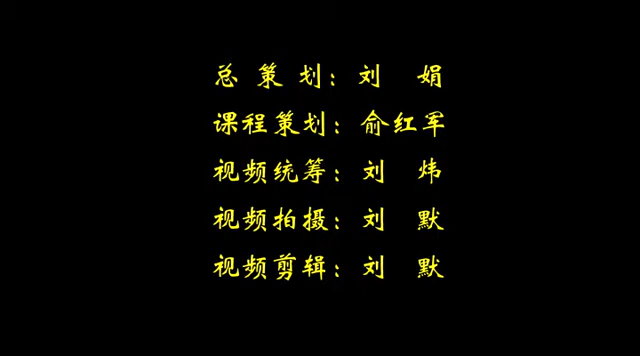 总 策 划：刘　娟
课程策划：俞红军
视频统筹：刘　炜
视频拍摄：刘　默
视频剪辑：刘　默